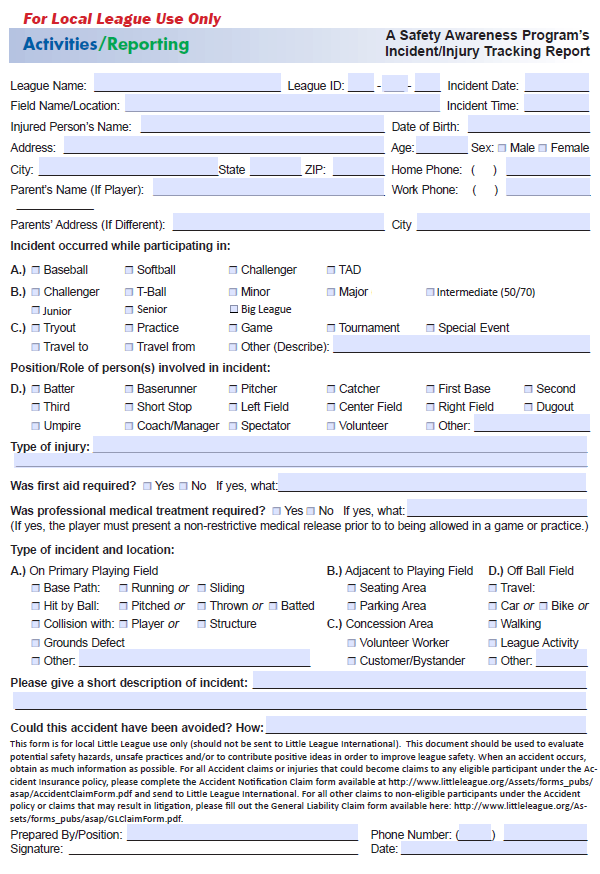 For Local League Use Only
Activities/Reporting
A Safety Awareness Program's
Incident/Injury Tracking Report
League Name: League ID: - - Incident Date:
Field Name/Location: Incident Time:
Injured Person's Name: Date of Birth:
Address: Age: Sex: Male Female
City: State ZIP: Home Phone: ( )
Parent's Name (If Player): Work Phone: ( )
Parents' Address (If Different): City
Incident occurred while participating in:
A.) Baseball Softball Challenger TAD
B.) Challenger T-Ball Minor Major Intermediate (50/70)
Junior Senior Big League
C.) Tryout Practice Game Tournament Special Event
Travel to Travel from Other (Describe):
Position/Role of person(s) involved in incident:
D.) Batter Baserunner Pitcher Catcher First Base Second
Third Short Stop Left Field Center Field Right Field Dugout
Umpire Coach/Manager Spectator Volunteer Other:
Type of injury:
Was first aid required? Yes No If yes, what:
Was professional medical treatment required? Yes No If yes, what:
(If yes, the player must present a non-restrictive medical release prior to to being allowed in a game or practice.)
Type of incident and location:
A.) On Primary Playing Field B.) Adjacent to Playing Field D.) Off Ball Field
Base Path: Running or Sliding Seating Area Travel:
Hit by Ball: Pitched or Thrown or Batted Parking Area Car or Bike or
Collision with: Player or Structure C.) Concession Area Walking
Grounds Defect Volunteer Worker League Activity
Other: Customer/Bystander Other:
Please give a short description of incident:
Could this accident have been avoided? How:
This form is for local Little League use only (should not be sent to Little League International). This document should be used to evaluate
potential safety hazards, unsafe practices and/or to contribute positive ideas in order to improve league safety. When an accident occurs,
obtain as much information as possible. For all Accident claims or injuries that could become claims to any eligible participant under the Ac-
cident Insurance policy, please complete the Accident Notification Claim form available at http://www.littleleague.org/Assets/forms_pubs/
asap/AccidentClaimForm.pdf and send to Little League International. For all other claims to non-eligible participants under the Accident
policy or claims that may result in litigation, please fill out the General Liability Claim form available here: http://www.littleleague.org/As-
sets/forms_pubs/asap/GLClaimForm.pdf.
Prepared By/Position: Phone Number: ( )
Signature: Date: